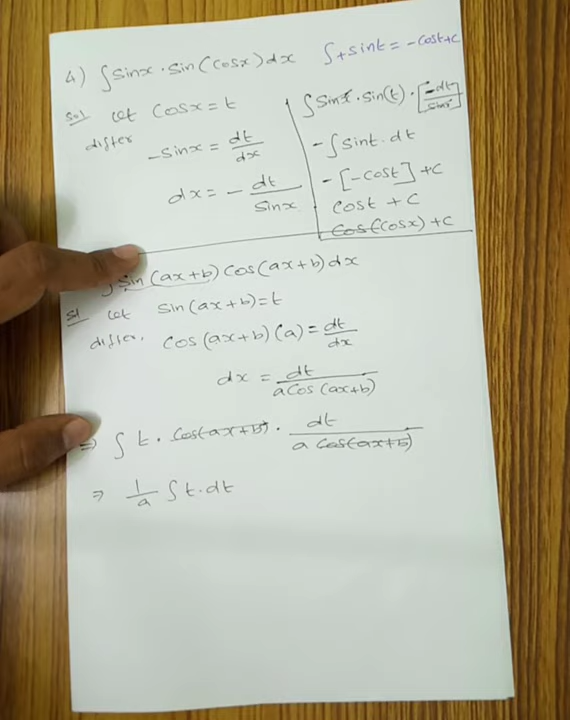 4) ∫sinx·sin(cosx)dx ∫+sint = -cost+c
Sol let cosx=t
differ
-sinx = dt/dx
dx = - dt/sinx
∫sinx·sin(t)·[-dt/sinx]
-∫sint·dt
-[-cost]+c
cost+c
cos(cosx)+c
∫sin(ax+b)cos(ax+b)dx
Sol let sin(ax+b)=t
differ. cos(ax+b)(a)=dt/dx
dx = dt/acos(ax+b)
⇒ ∫t·cos(ax+b)·dt/a cos(ax+b)
⇒ 1/a ∫t·dt